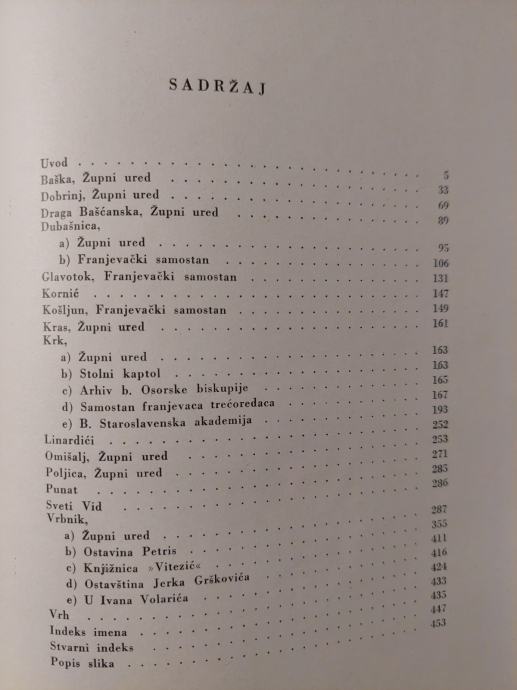 SADRŽAJ
Uvod . . . . . 5
Baška, Župni ured . . . . . 33
Dobrinj, Župni ured . . . . . 69
Draga Bašćanska, Župni ured . . . . . 89
Dubašnica,
a) Župni ured . . . . . 95
b) Franjevački samostan . . . . . 106
Glavotok, Franjevački samostan . . . . . 131
Kornić . . . . . 147
Košljun, Franjevački samostan . . . . . 149
Kras, Župni ured . . . . . 161
Krk,
a) Župni ured . . . . . 163
b) Stolni kaptol . . . . . 163
c) Arhiv b. Osorske biskupije . . . . . 165
d) Samostan franjevaca trećoredaca . . . . . 167
e) B. Staroslavenska akademija . . . . . 193
Linardići . . . . . 252
Omišalj, Župni ured . . . . . 253
Poljica, Župni ured . . . . . 271
Punat . . . . . 285
Sveti Vid . . . . . 286
Vrbnik,
a) Župni ured . . . . . 287
b) Ostavina Petris . . . . . 355
c) Knjižnica »Vitezić« . . . . . 411
d) Ostavština Jerka Grškovića . . . . . 416
e) U Ivana Volarića . . . . . 424
Vrh . . . . . 433
Indeks imena . . . . . 435
Stvarni indeks . . . . . 447
Popis slika . . . . . 453